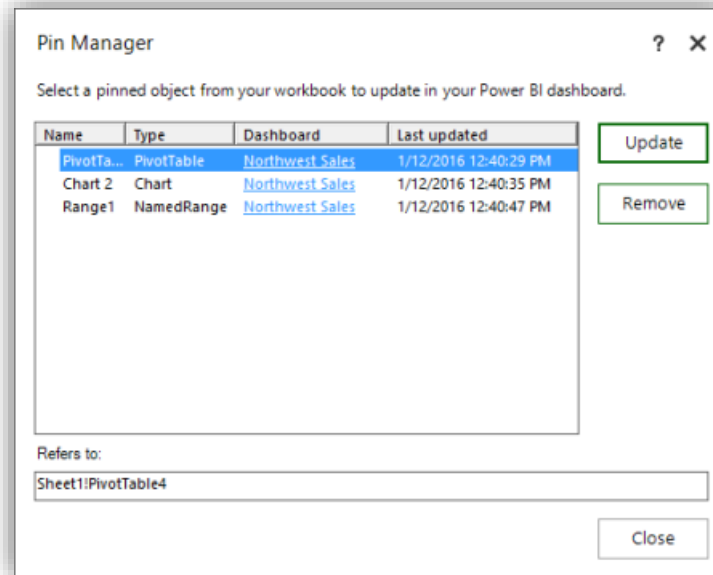 Pin Manager ? ✕
Select a pinned object from your workbook to update in your Power BI dashboard.
Name Type Dashboard Last updated
PivotTa... PivotTable Northwest Sales 1/12/2016 12:40:29 PM
Chart 2 Chart Northwest Sales 1/12/2016 12:40:35 PM
Range1 NamedRange Northwest Sales 1/12/2016 12:40:47 PM
Update
Remove
Refers to:
Sheet1!PivotTable4
Close